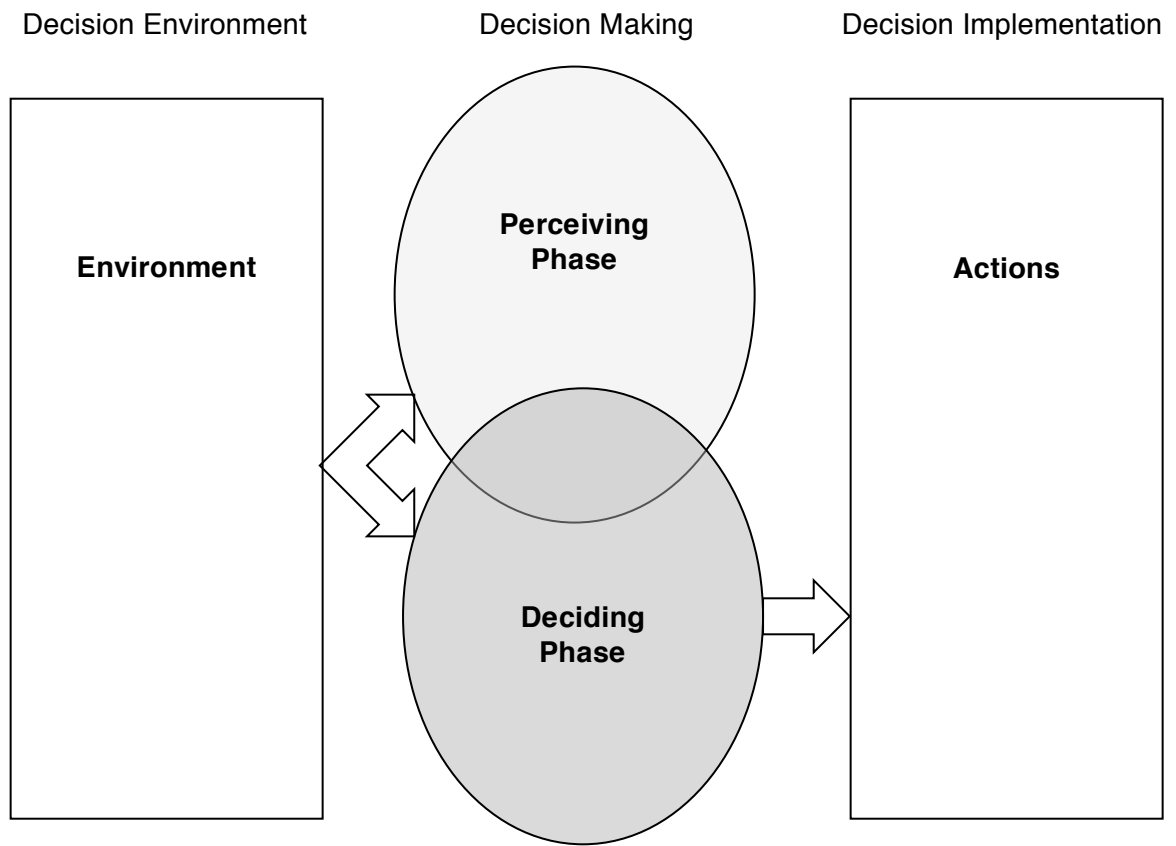 Decision Environment
Decision Making
Decision Implementation
Perceiving
Phase
Environment
Actions
Deciding
Phase